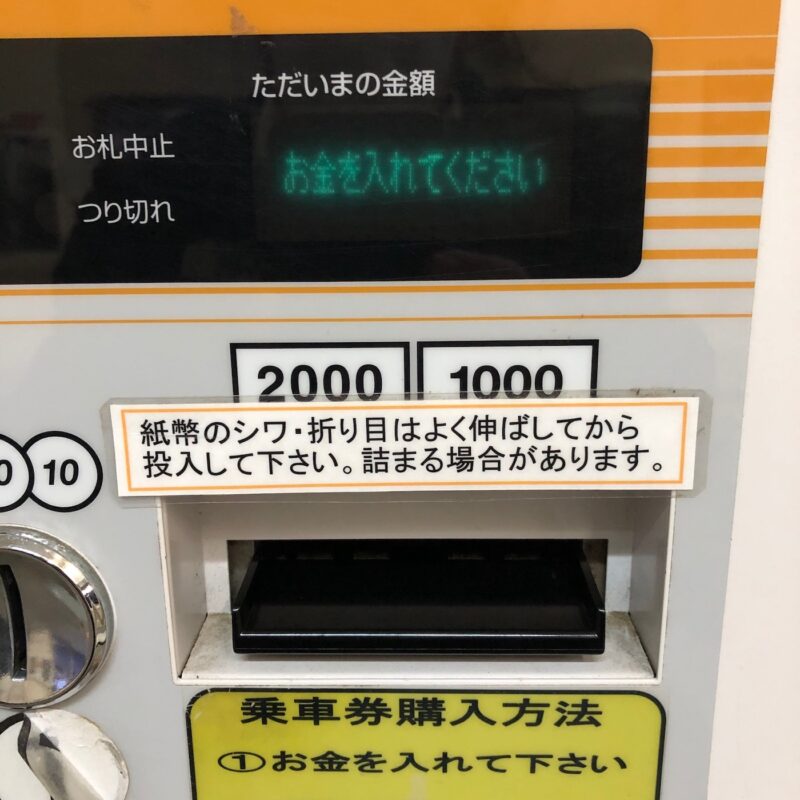 ただいまの金額
お札中止
お金を入れてください
つり切れ
2000 1000
紙幣のシワ・折り目はよく伸ばしてから
投入して下さい。詰まる場合があります。
10
乗車券購入方法
①お金を入れて下さい